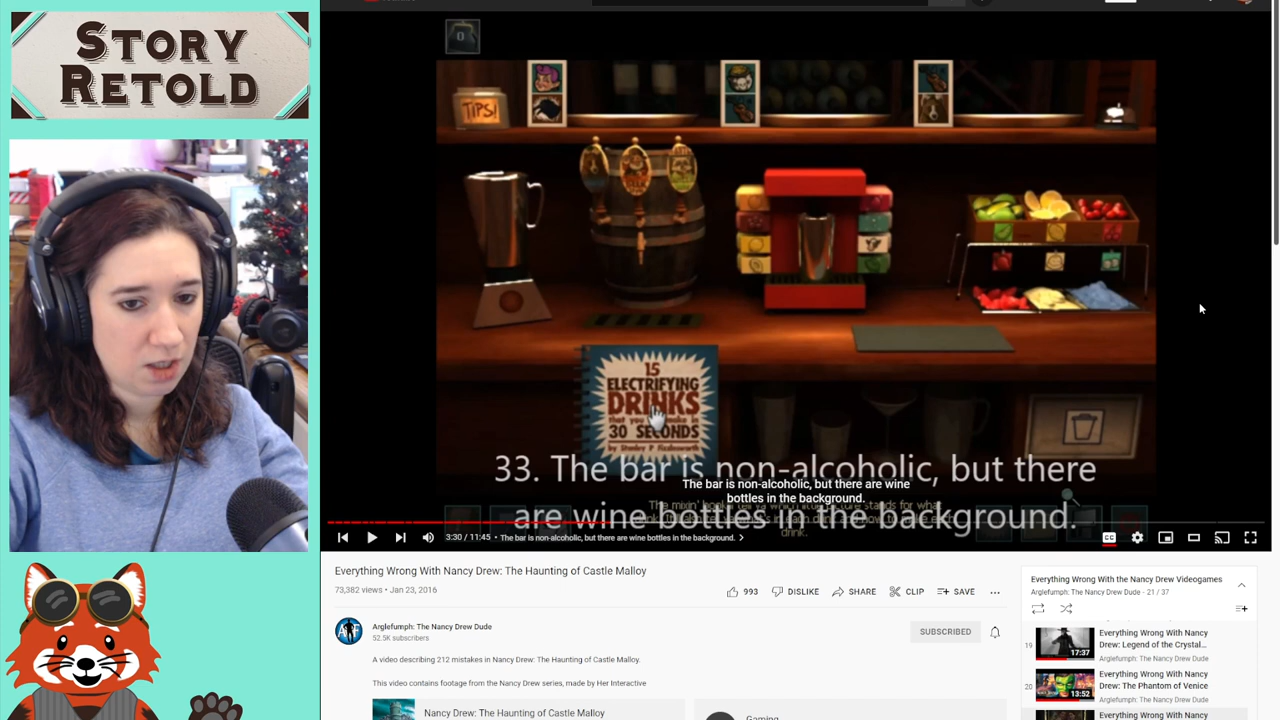 STORY
RETOLD
0
TIPS!
15
ELECTRIFYING
DRINKS
that you can make in
30 SECONDS
33. The bar is non-alcoholic, but there
are wine bottles in the background.
The bar is non-alcoholic, but there are wine
bottles in the background.
drink.
3:30 / 11:45 • The bar is non-alcoholic, but there are wine bottles in the background.
CC
Everything Wrong With Nancy Drew: The Haunting of Castle Malloy
73,382 views • Jan 23, 2016
993
DISLIKE
SHARE
CLIP
SAVE
Arglefumph: The Nancy Drew Dude
52.5K subscribers
SUBSCRIBED
A video describing 212 mistakes in Nancy Drew: The Haunting of Castle Malloy.
This video contains footage from the Nancy Drew series, made by Her Interactive
Nancy Drew: The Haunting of Castle Malloy
Gaming
Everything Wrong With the Nancy Drew Videogames
Arglefumph: The Nancy Drew Dude - 21 / 37
19
17:37
Everything Wrong With Nancy
Drew: Legend of the Crystal...
Arglefumph: The Nancy Drew Dude
20
13:52
Everything Wrong With Nancy
Drew: The Phantom of Venice
Arglefumph: The Nancy Drew Dude
Everything Wrong With Nancy